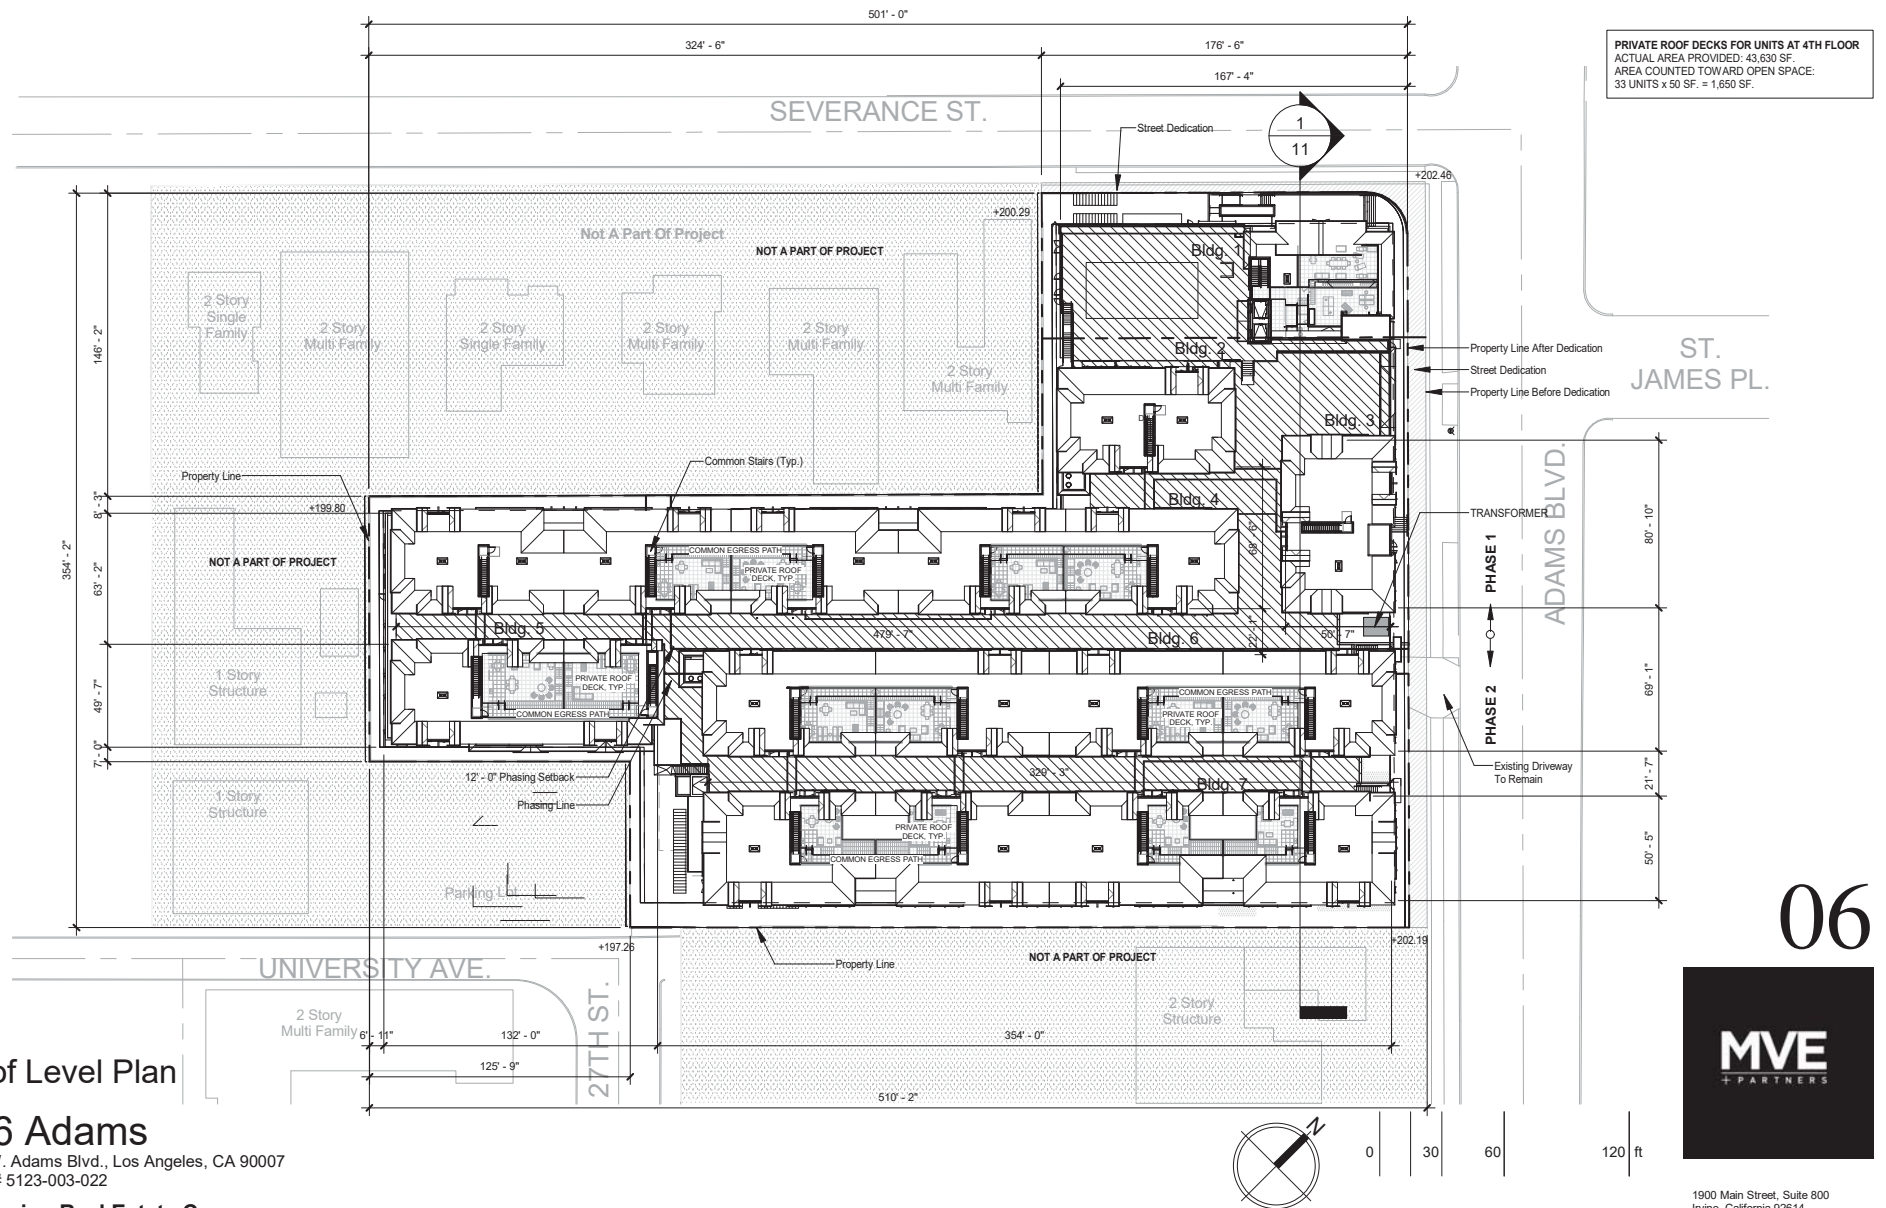 501' - 0"
324' - 6"
176' - 6"
167' - 4"
PRIVATE ROOF DECKS FOR UNITS AT 4TH FLOOR
ACTUAL AREA PROVIDED: 43,630 SF.
AREA COUNTED TOWARD OPEN SPACE:
33 UNITS x 50 SF. = 1,650 SF.
SEVERANCE ST.
Street Dedication
1
11
+202.46
+200.29
Not A Part Of Project
NOT A PART OF PROJECT
Bldg. 1
2 Story
Single
Family
2 Story
Multi Family
2 Story
Single Family
2 Story
Multi Family
2 Story
Multi Family
2 Story
Multi Family
146' - 2"
354' - 2"
Bldg. 2
Property Line After Dedication
Street Dedication
Property Line Before Dedication
ST.
JAMES PL.
Bldg. 3
ADAMS BLVD.
Property Line
Common Stairs (Typ.)
8' - 3"
+199.80
Bldg. 4
TRANSFORMER
68' - 6"
80' - 10"
PHASE 1
NOT A PART OF PROJECT
63' - 2"
COMMON EGRESS PATH
PRIVATE ROOF
DECK, TYP.
Bldg. 5
479' - 7"
Bldg. 6
22' - 1"
50' - 7"
PHASE 2
69' - 1"
1 Story
Structure
49' - 7"
PRIVATE ROOF
DECK, TYP.
COMMON EGRESS PATH
COMMON EGRESS PATH
PRIVATE ROOF
DECK, TYP.
7' - 0"
12' - 0" Phasing Setback
Phasing Line
329' - 3"
Bldg. 7
Existing Driveway
To Remain
21' - 7"
1 Story
Structure
PRIVATE ROOF
DECK, TYP.
COMMON EGRESS PATH
50' - 5"
Parking Lot
06
+197.26
+202.19
Property Line
NOT A PART OF PROJECT
UNIVERSITY AVE.
27TH ST.
2 Story
Multi Family
2 Story
Structure
6' - 11"
132' - 0"
354' - 0"
125' - 9"
510' - 2"
MVE
+ PARTNERS
of Level Plan
6 Adams
. Adams Blvd., Los Angeles, CA 90007
5123-003-022
N
0 30 60 120 ft
1900 Main Street, Suite 800
Irvine, California 92614